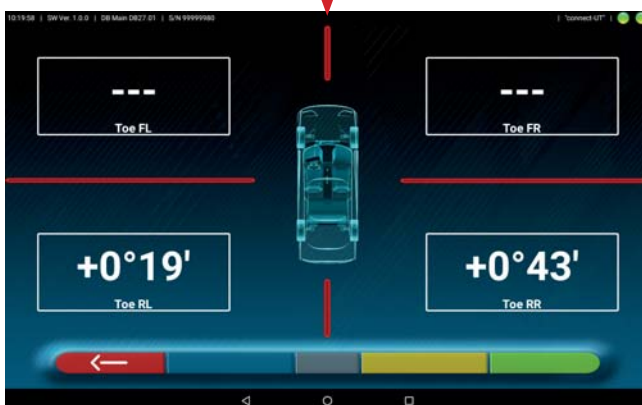 10:19:58 | SW Ver. 1.0.0 | DB Main DB27.01 | S/N 99999980
| "connect-UT" |
---
Toe FL
---
Toe FR
+0°19'
Toe RL
+0°43'
Toe RR